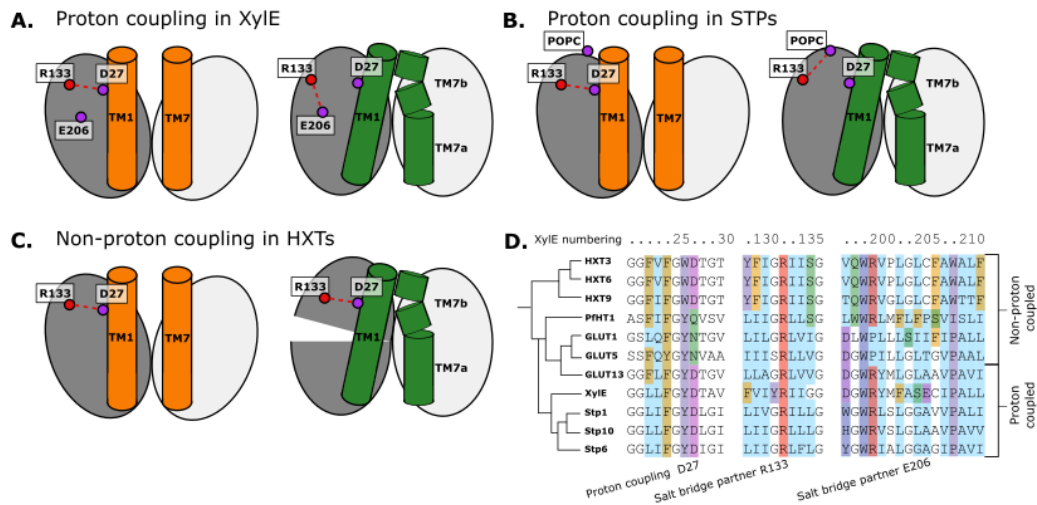 A. Proton coupling in XylE
R133
D27
E206
TM1
TM7
R133
D27
E206
TM1
TM7b
TM7a
B. Proton coupling in STPs
POPC
R133
D27
TM1
TM7
POPC
R133
D27
TM1
TM7b
TM7a
C. Non-proton coupling in HXTs
R133
D27
TM1
TM7
R133
D27
TM1
TM7b
TM7a
D. XylE numbering .....25...30 ..130..135 ...200..205...210
HXT3 GGFVFGWDTGT YFIGRIISG VQWRVPLGLCFAWALF
HXT6 GGFVFGWDTGT YFIGRIISG VQWRVPLGLCFAWALF
HXT9 GGFIFGWDTGT YFIGRIISG TQWRVGLGLCFAWTTF
PfHT1 ASFIFGYQVSV LLIGRLLSG LWWRLMFLFPSVISLI
GLUT1 GSLQFGYNTGV LILGRLVIG DLWPLLLSIIFIPALL
GLUT5 GSFQYGYNVAA IIISRLLVG DGWPILLGLTGVPAAL
GLUT13 GGFLFGYDTGV LLAGRLVVG DGWRYMLGLAAVPAVI
XylE GGLLFGYDTAV FVIYRIIGG DGWRYMFASECIPALL
Stp1 GGLIFGYDLGI LIVGRILLG WGWRLSLGGAVVPALI
Stp10 GGLLFGYDLGI LIIGRLLLG HGWRVSLGLAAVPAVV
Stp6 GGLIFGYDLGI LIIGRLFLG YGWRIALGGAGIPAVI
Non-proton coupled
Proton coupled
Proton coupling D27
Salt bridge partner R133
Salt bridge partner E206